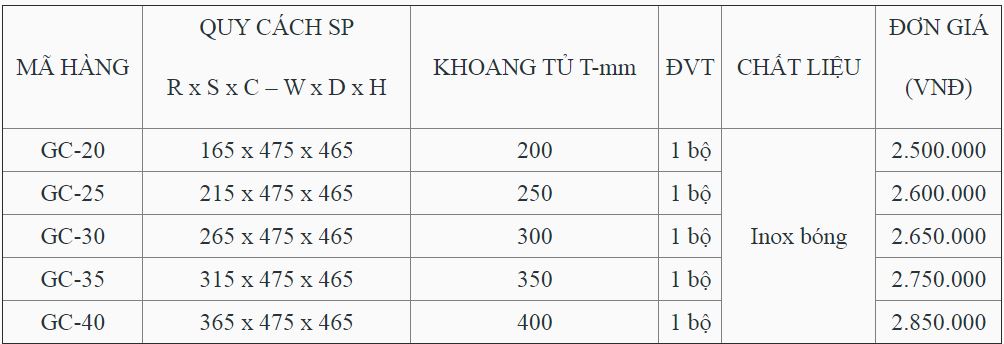 MÃ HÀNG QUY CÁCH SP R x S x C – W x D x H KHOANG TỦ T-mm ĐVT CHẤT LIỆU ĐƠN GIÁ (VNĐ)
GC-20 165 x 475 x 465 200 1 bộ 2.500.000
GC-25 215 x 475 x 465 250 1 bộ 2.600.000
GC-30 265 x 475 x 465 300 1 bộ Inox bóng 2.650.000
GC-35 315 x 475 x 465 350 1 bộ 2.750.000
GC-40 365 x 475 x 465 400 1 bộ 2.850.000